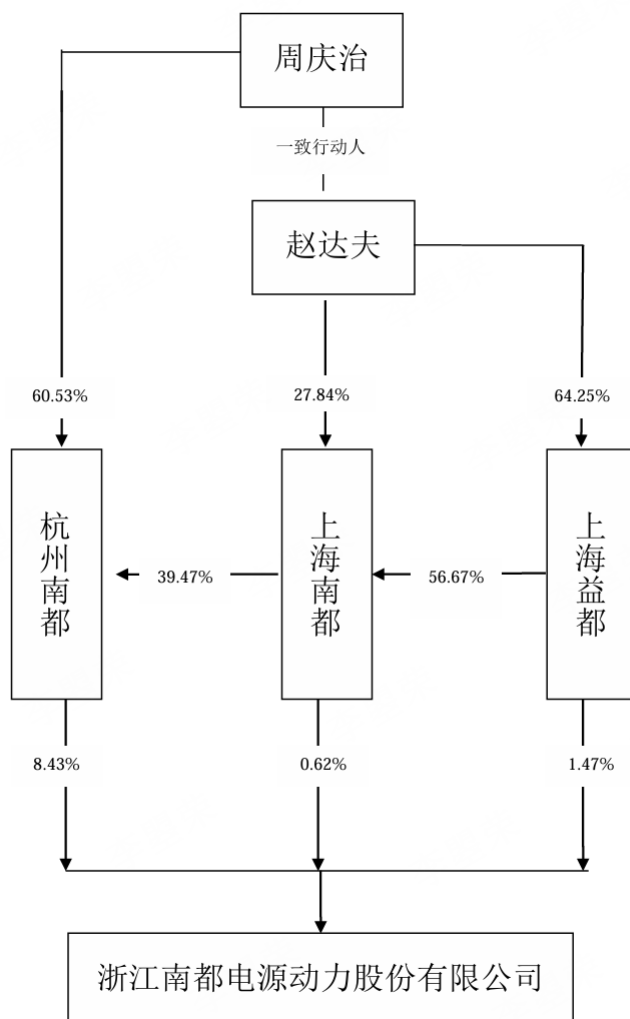 周庆治
一致行动人
赵达夫
60.53%
27.84%
64.25%
杭州南都
上海南都
上海益都
39.47%
56.67%
8.43%
0.62%
1.47%
浙江南都电源动力股份有限公司